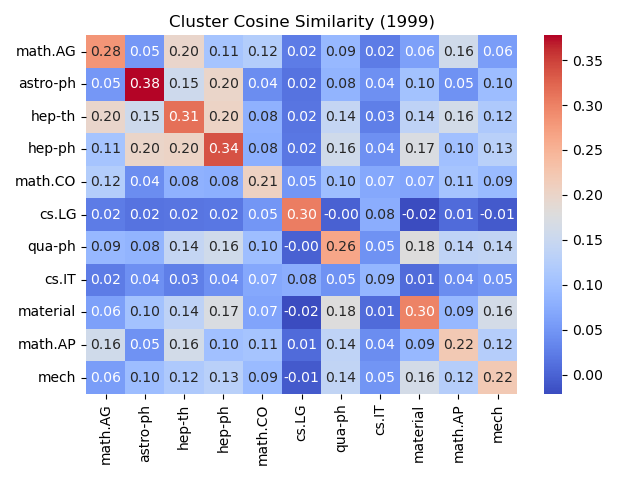 Cluster Cosine Similarity (1999)
math.AG 0.28 0.05 0.20 0.11 0.12 0.02 0.09 0.02 0.06 0.16 0.06
astro-ph 0.05 0.38 0.15 0.20 0.04 0.02 0.08 0.04 0.10 0.05 0.10
hep-th 0.20 0.15 0.31 0.20 0.08 0.02 0.14 0.03 0.14 0.16 0.12
hep-ph 0.11 0.20 0.20 0.34 0.08 0.02 0.16 0.04 0.17 0.10 0.13
math.CO 0.12 0.04 0.08 0.08 0.21 0.05 0.10 0.07 0.07 0.11 0.09
cs.LG 0.02 0.02 0.02 0.02 0.05 0.30 -0.00 0.08 -0.02 0.01 -0.01
qua-ph 0.09 0.08 0.14 0.16 0.10 -0.00 0.26 0.05 0.18 0.14 0.14
cs.IT 0.02 0.04 0.03 0.04 0.07 0.08 0.05 0.09 0.01 0.04 0.05
material 0.06 0.10 0.14 0.17 0.07 -0.02 0.18 0.01 0.30 0.09 0.16
math.AP 0.16 0.05 0.16 0.10 0.11 0.01 0.14 0.04 0.09 0.22 0.12
mech 0.06 0.10 0.12 0.13 0.09 -0.01 0.14 0.05 0.16 0.12 0.22
math.AG astro-ph hep-th hep-ph math.CO cs.LG qua-ph cs.IT material math.AP mech
0.35
0.30
0.25
0.20
0.15
0.10
0.05
0.00